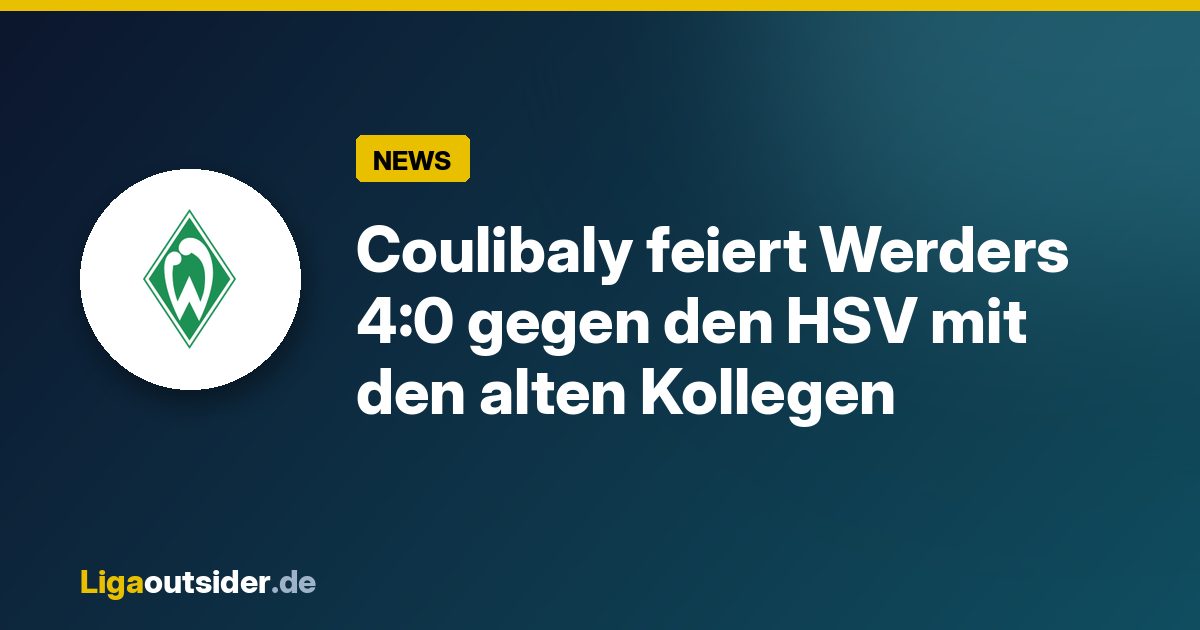 NEWS
Coulibaly feiert Werders
4:0 gegen den HSV mit
den alten Kollegen
Ligaoutsider.de